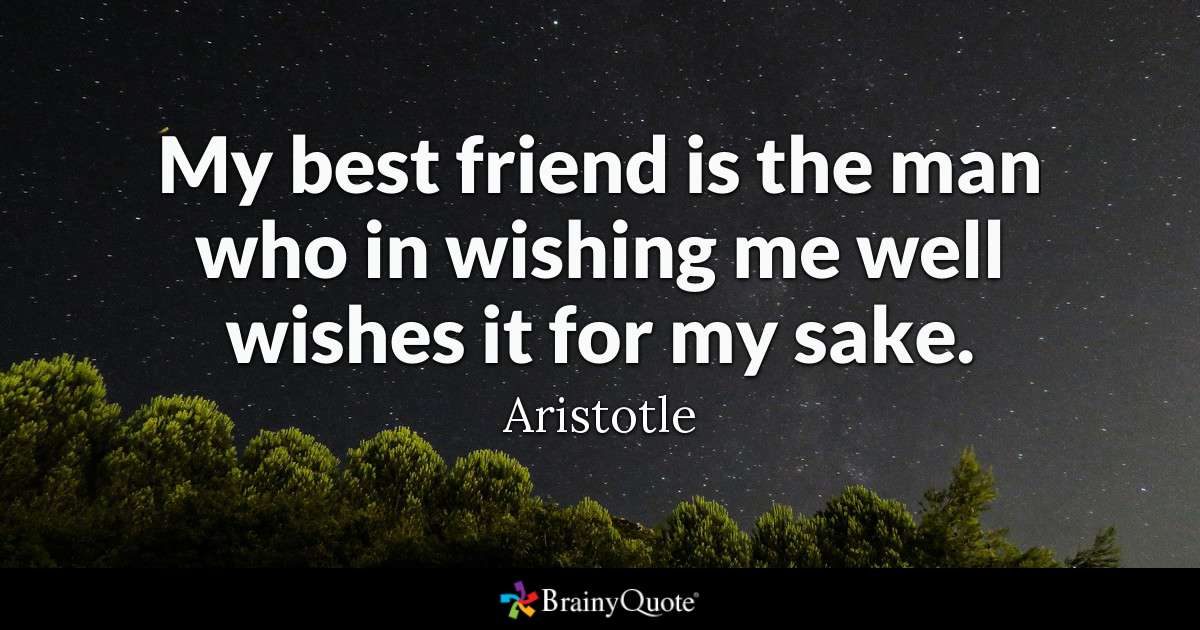 My best friend is the man
who in wishing me well
wishes it for my sake.
Aristotle
BrainyQuote®